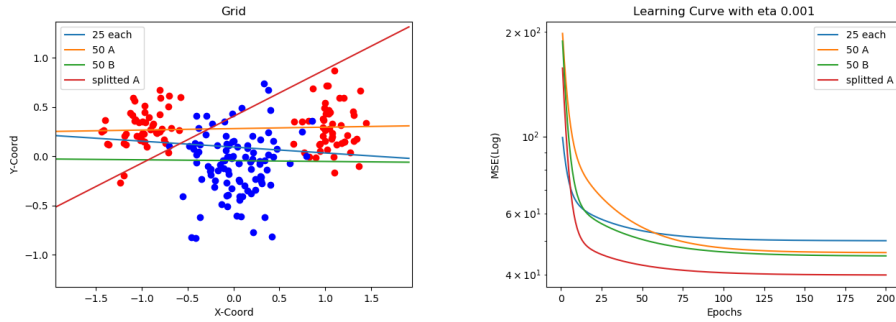 Grid
25 each
50 A
50 B
splitted A
Y-Coord
1.0
0.5
0.0
−0.5
−1.0
−1.5 −1.0 −0.5 0.0 0.5 1.0 1.5
X-Coord
Learning Curve with eta 0.001
25 each
50 A
50 B
splitted A
MSE(Log)
2 × 10²
10²
6 × 10¹
4 × 10¹
0 25 50 75 100 125 150 175 200
Epochs